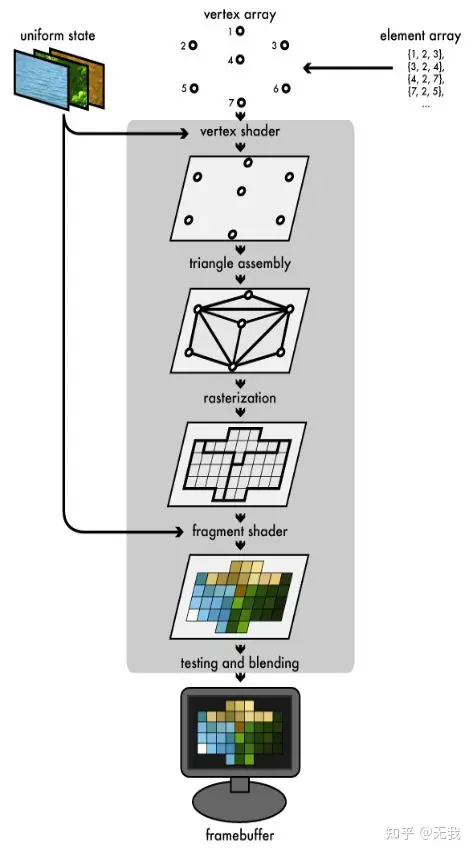 vertex array
uniform state
element array
1
2
3
4
5
6
7
{1, 2, 3},
{3, 2, 4},
{4, 2, 7},
{7, 2, 5},
...
vertex shader
triangle assembly
rasterization
fragment shader
testing and blending
framebuffer
知乎 @无我